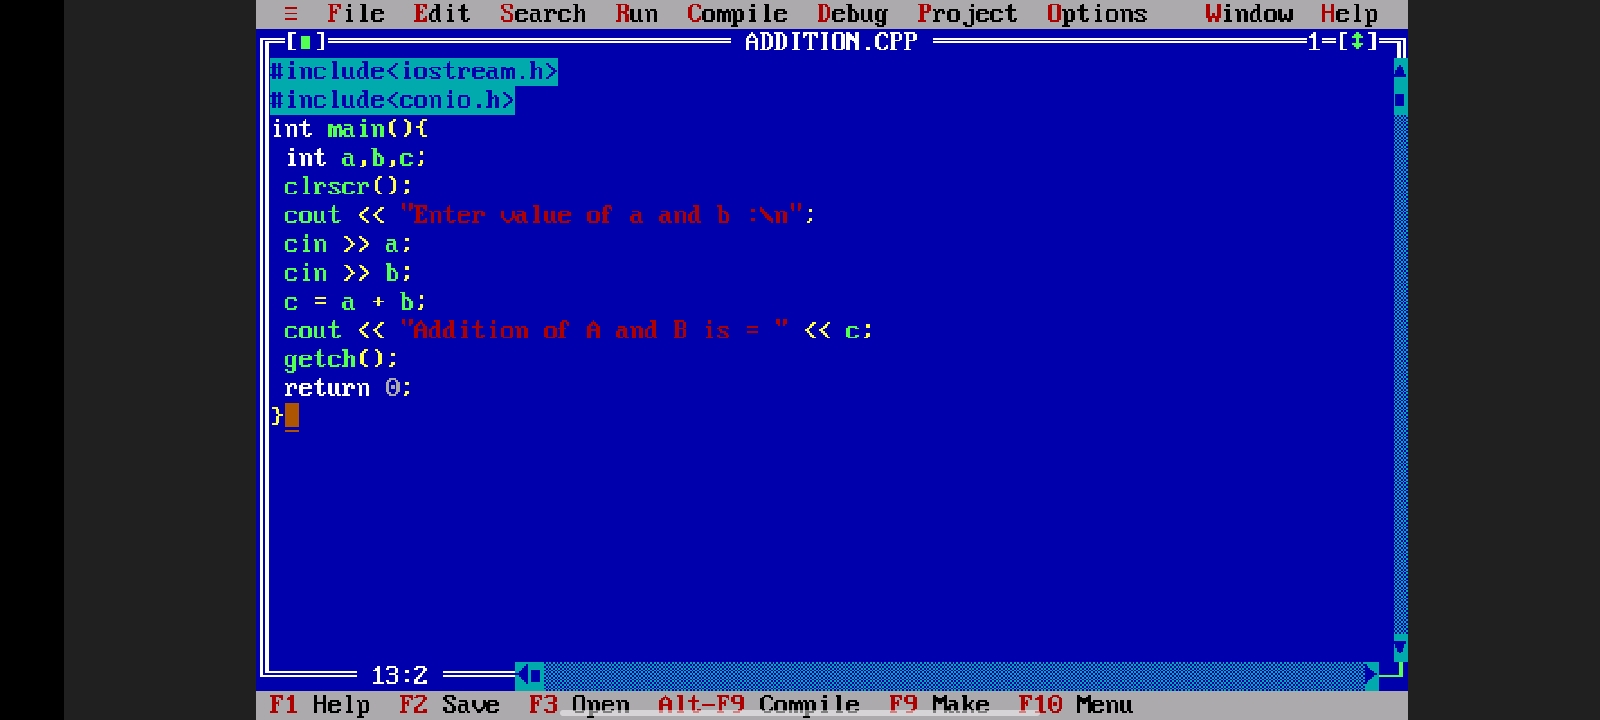 ≡ File Edit Search Run Compile Debug Project Options Window Help
[■] ADDITION.CPP 1=[↕]
#include<iostream.h>
#include<conio.h>
int main(){
int a,b,c;
clrscr();
cout << "Enter value of a and b :\n";
cin >> a;
cin >> b;
c = a + b;
cout << "Addition of A and B is = " << c;
getch();
return 0;
}
13:2
F1 Help F2 Save F3 Open Alt-F9 Compile F9 Make F10 Menu